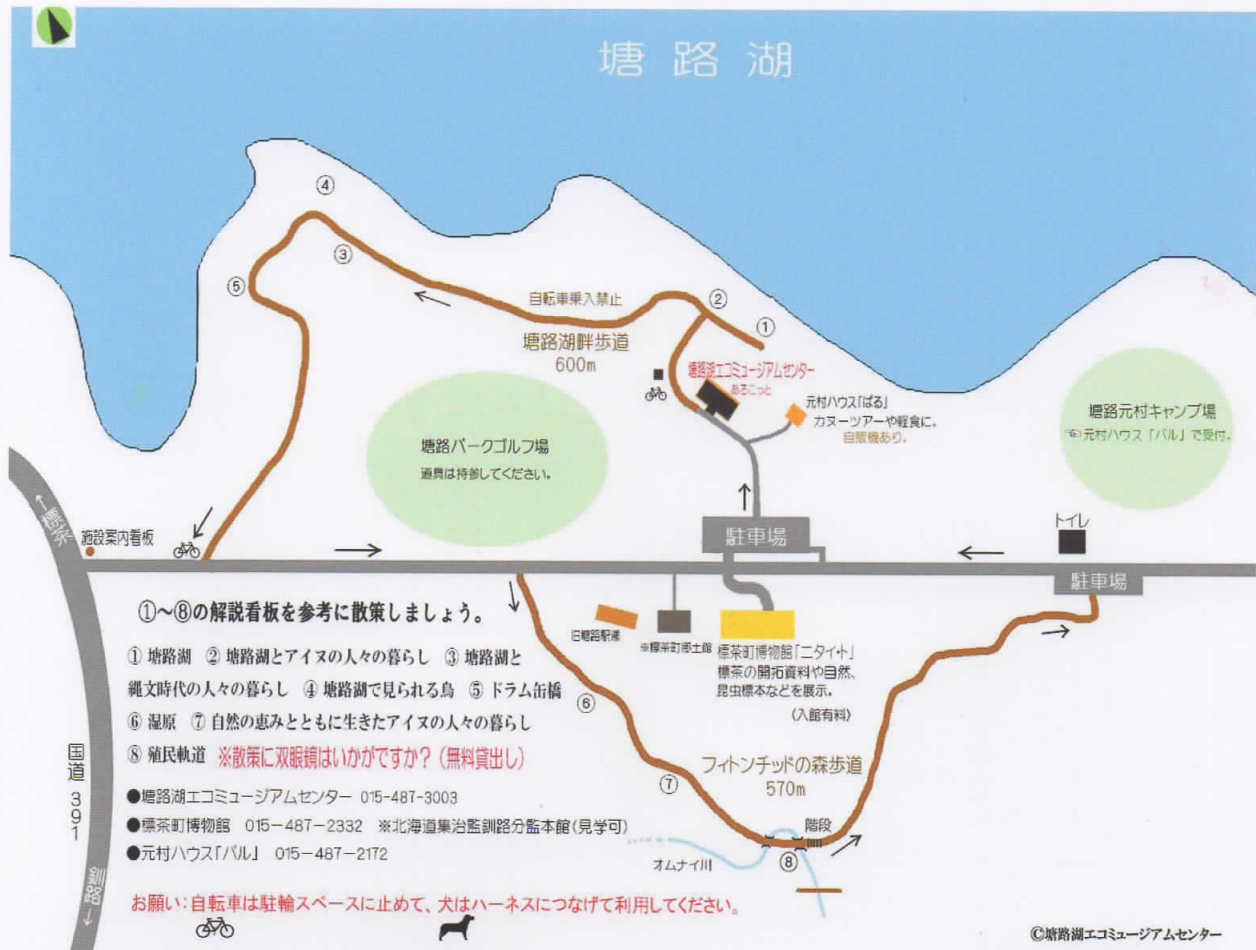 塘路湖
④
③
⑤
自転車乗入禁止
②
①
塘路湖畔歩道
600m
塘路湖エコミュージアムセンター
あるこっと
元村ハウス「ぱる」
カヌーツアーや軽食に。
自販機あり。
塘路元村キャンプ場
元村ハウス「パル」で受付。
塘路パークゴルフ場
道具は持参してください。
←標茶
施設案内看板
駐車場
トイレ
駐車場
①～⑧の解説看板を参考に散策しましょう。
① 塘路湖 ② 塘路湖とアイヌの人々の暮らし ③ 塘路湖と
縄文時代の人々の暮らし ④ 塘路湖で見られる鳥 ⑤ ドラム缶橋
⑥ 湿原 ⑦ 自然の恵みとともに生きたアイヌの人々の暮らし
⑧ 殖民軌道 ※散策に双眼鏡はいかがですか?(無料貸出し)
旧塘路駅逓
※標茶町郷土館
標茶町博物館「ニタイ・ト」
標茶の開拓資料や自然、
昆虫標本などを展示。
(入館有料)
⑥
⑦
フィトンチッドの森歩道
570m
階段
⑧
オムナイ川
国道391
釧路→
●塘路湖エコミュージアムセンター 015-487-3003
●標茶町博物館 015-487-2332 ※北海道集治監釧路分監本館(見学可)
●元村ハウス「パル」 015-487-2172
お願い:自転車は駐輪スペースに止めて、犬はハーネスにつなげて利用してください。
©塘路湖エコミュージアムセンター